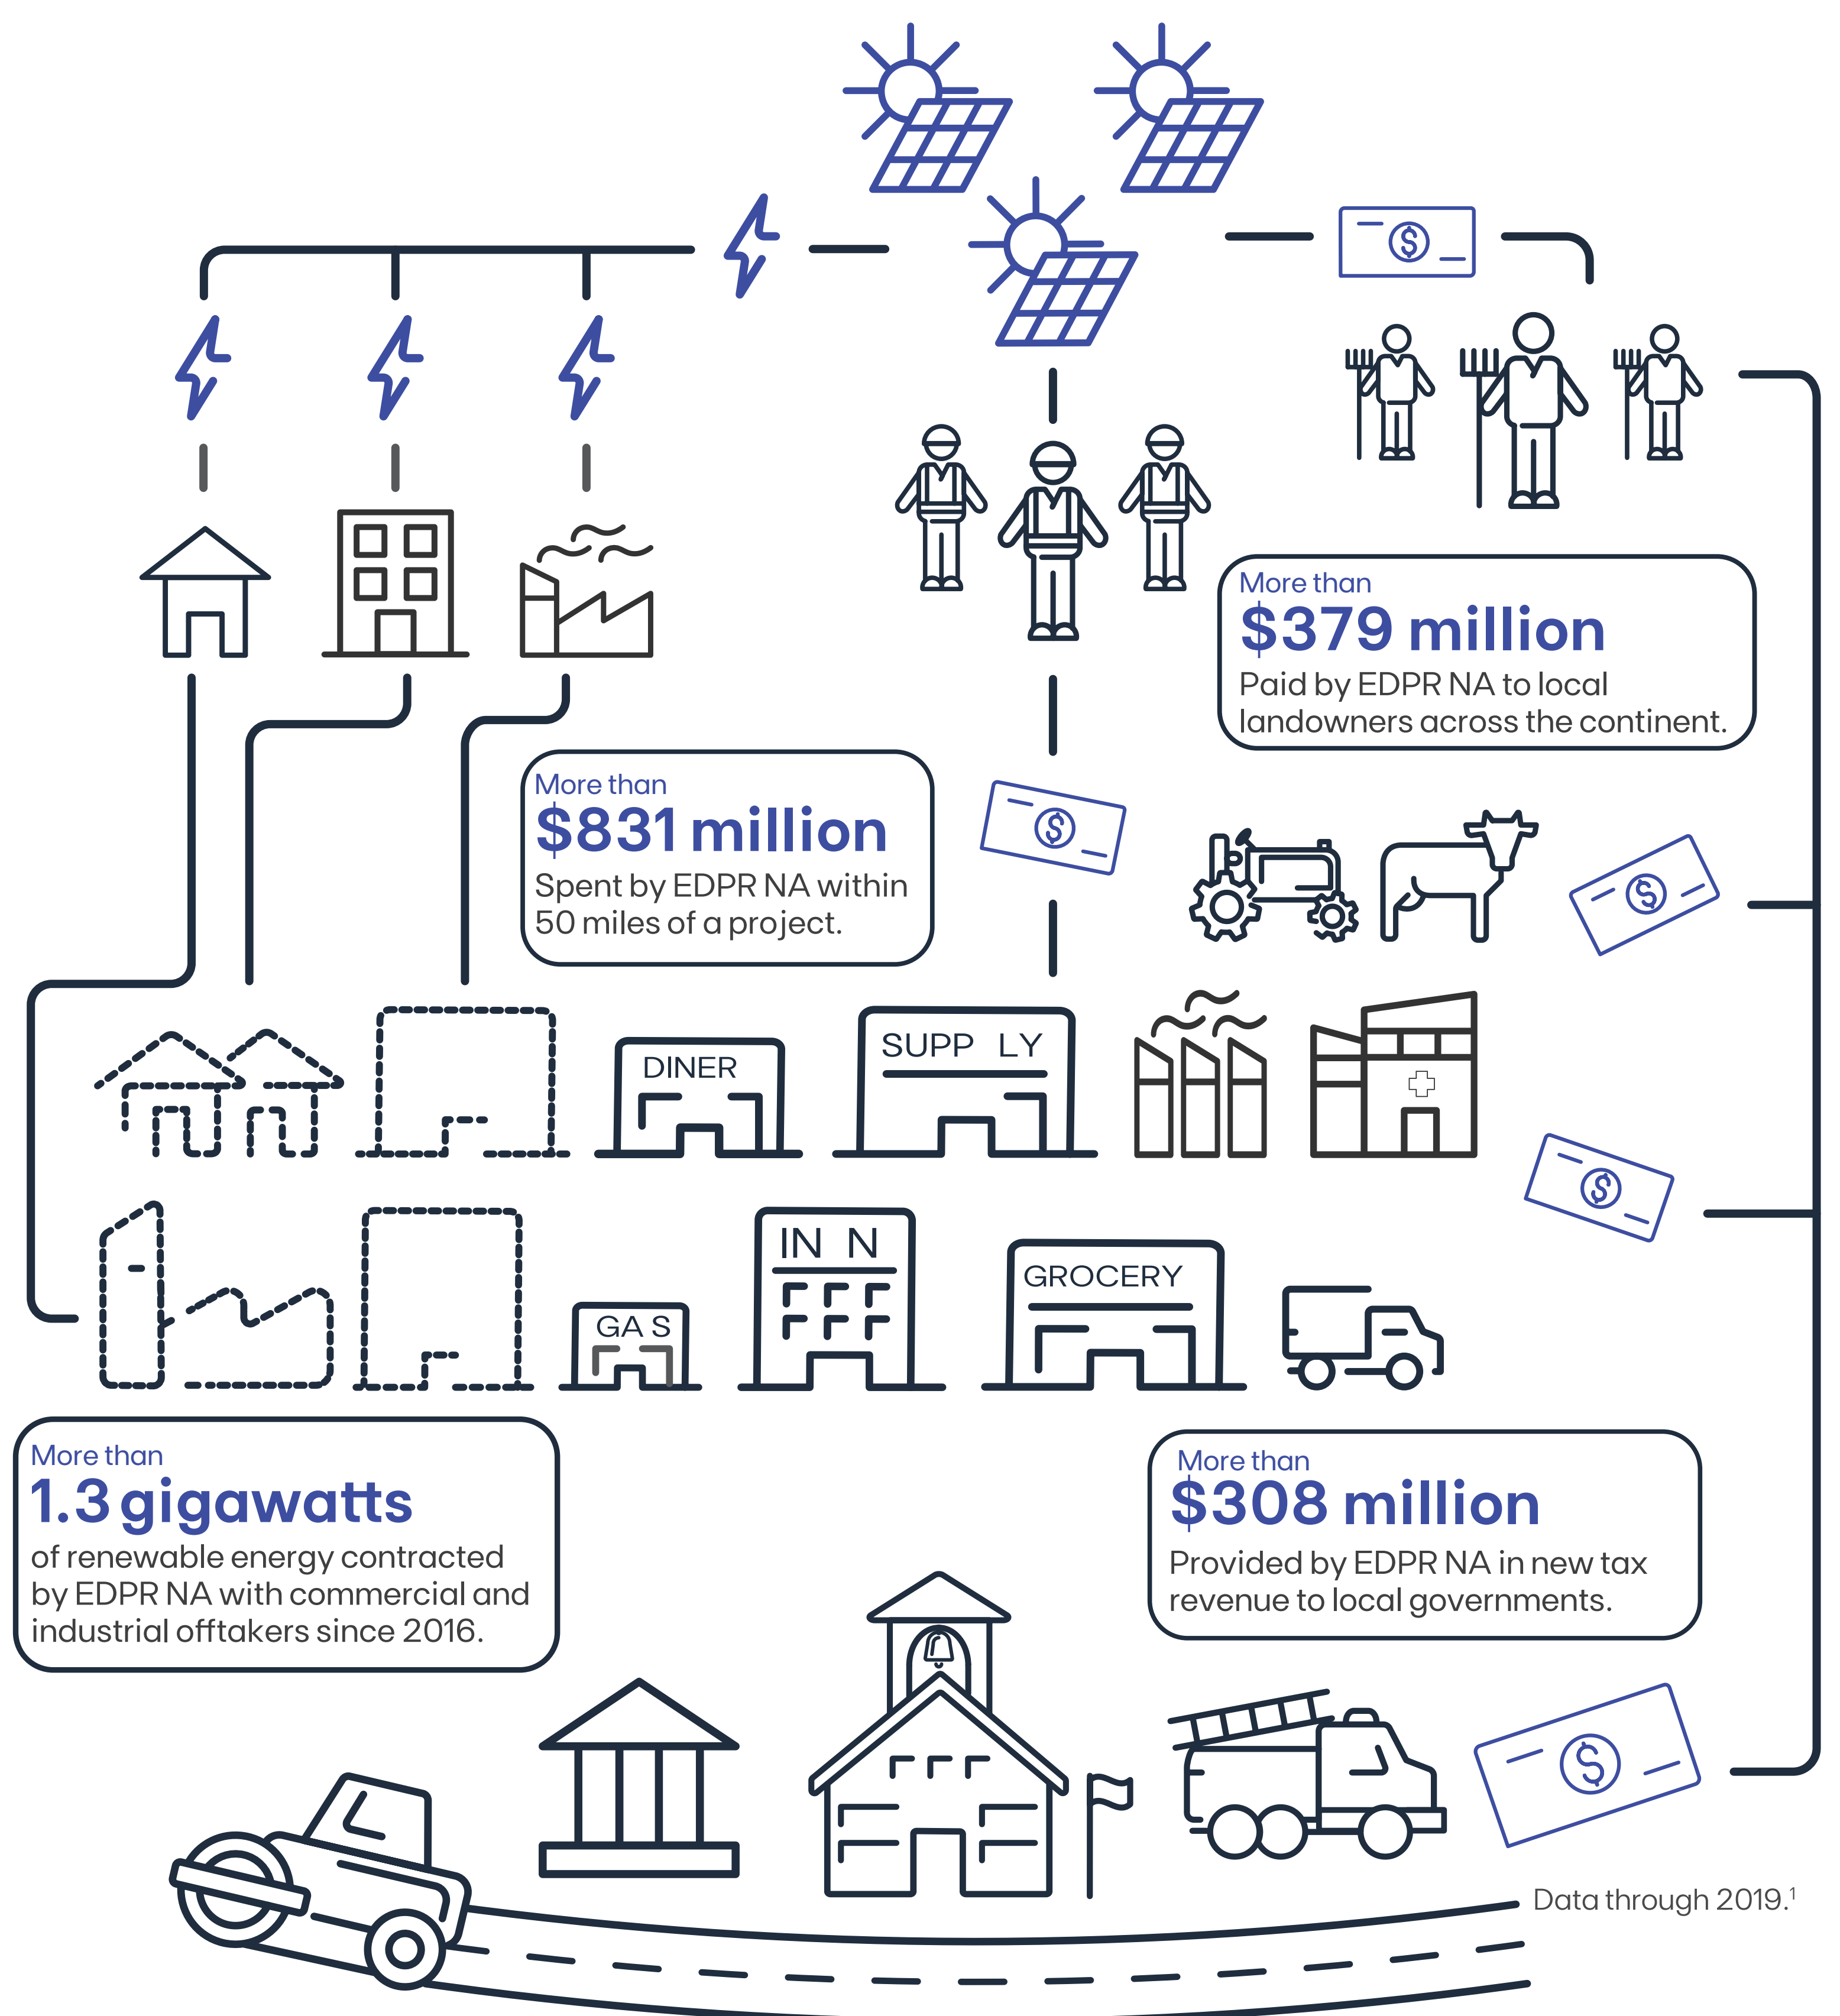 More than
$379 million
Paid by EDPR NA to local
landowners across the continent.
More than
$831 million
Spent by EDPR NA within
50 miles of a project.
DINER
SUPP LY
IN N
GROCERY
GA S
More than
1.3 gigawatts
of renewable energy contracted
by EDPR NA with commercial and
industrial offtakers since 2016.
More than
$308 million
Provided by EDPR NA in new tax
revenue to local governments.
Data through 2019.¹